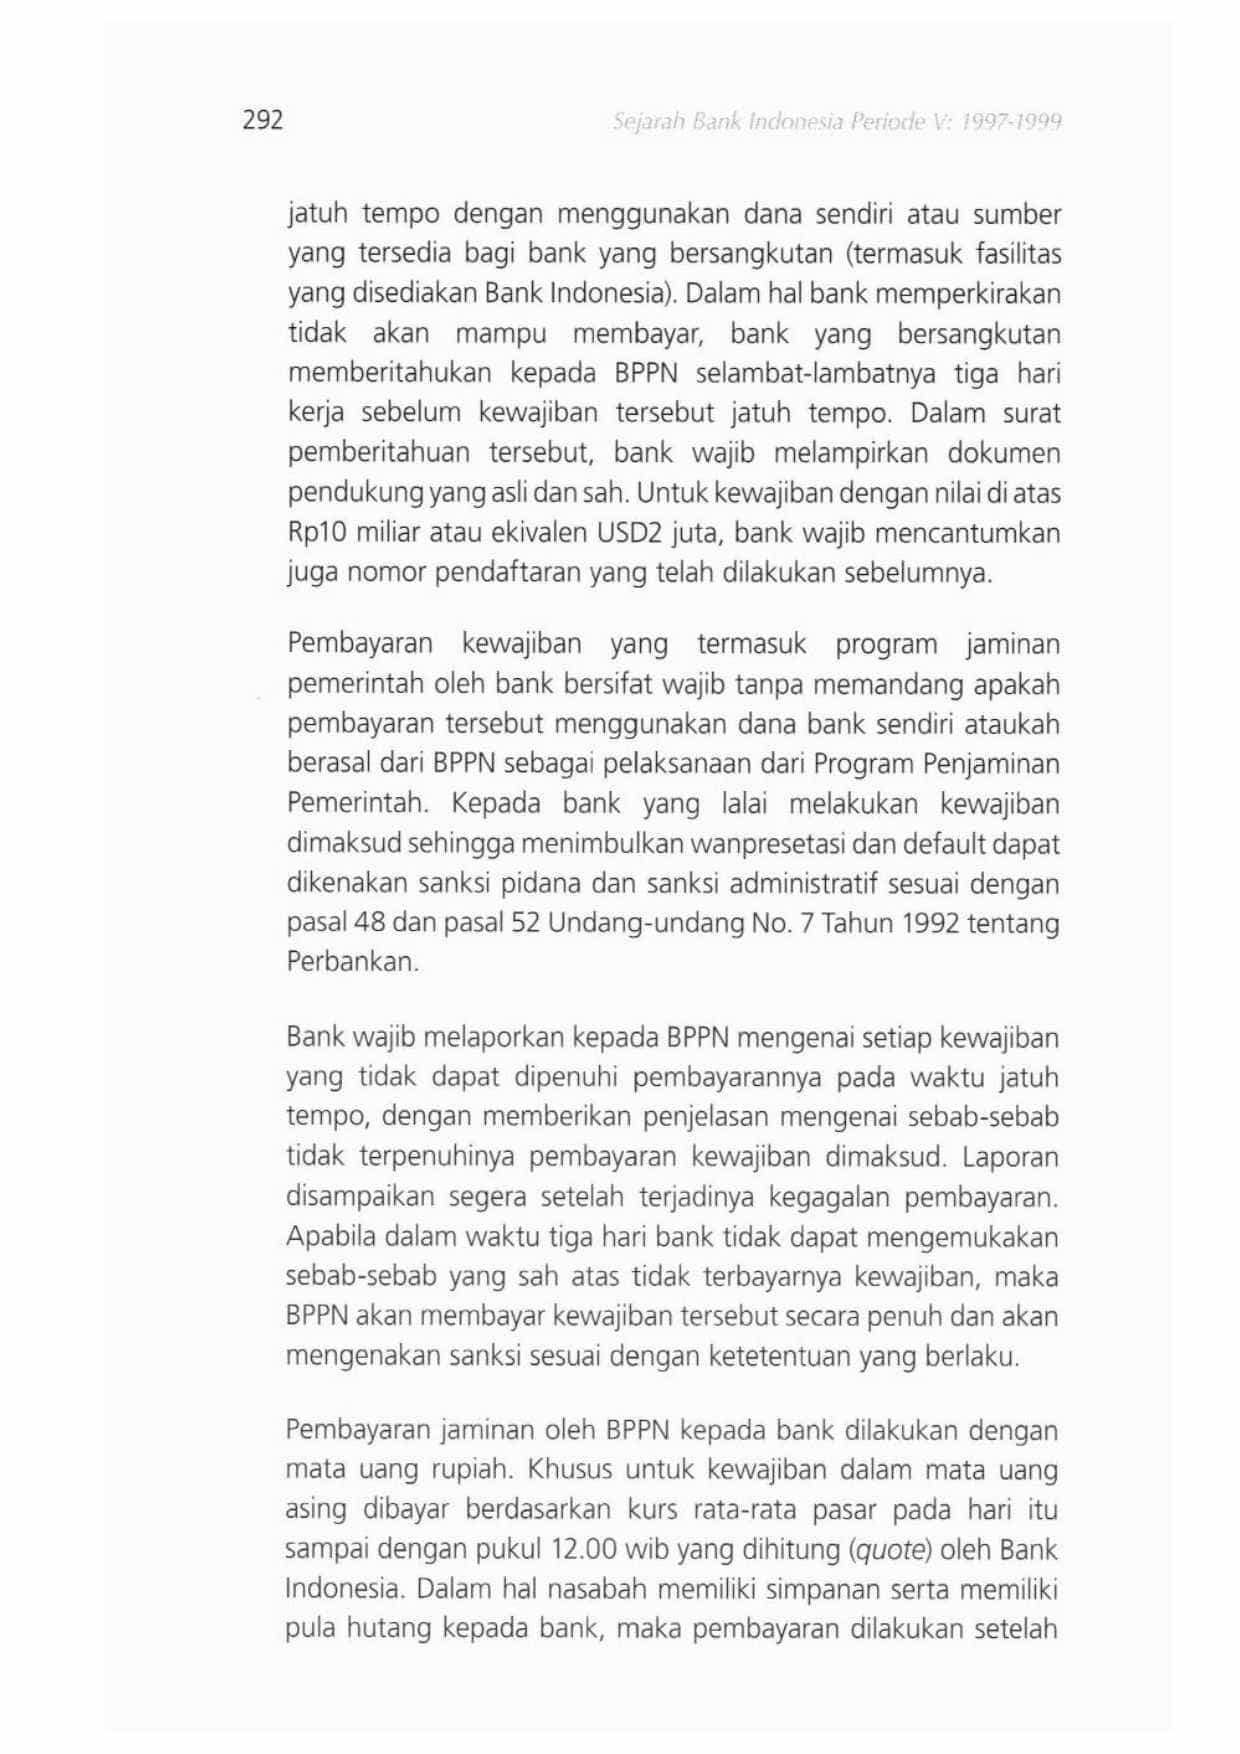 292
Sejarah Bank Indonesia Periode V: 1997-1999
jatuh tempo dengan menggunakan dana sendiri atau sumber
yang tersedia bagi bank yang bersangkutan (termasuk fasilitas
yang disediakan Bank Indonesia). Dalam hal bank memperkirakan
tidak akan mampu membayar, bank yang bersangkutan
memberitahukan kepada BPPN selambat-lambatnya tiga hari
kerja sebelum kewajiban tersebut jatuh tempo. Dalam surat
pemberitahuan tersebut, bank wajib melampirkan dokumen
pendukung yang asli dan sah. Untuk kewajiban dengan nilai di atas
Rp10 miliar atau ekivalen USD2 juta, bank wajib mencantumkan
juga nomor pendaftaran yang telah dilakukan sebelumnya.
Pembayaran kewajiban yang termasuk program jaminan
pemerintah oleh bank bersifat wajib tanpa memandang apakah
pembayaran tersebut menggunakan dana bank sendiri ataukah
berasal dari BPPN sebagai pelaksanaan dari Program Penjaminan
Pemerintah. Kepada bank yang lalai melakukan kewajiban
dimaksud sehingga menimbulkan wanpresetasi dan default dapat
dikenakan sanksi pidana dan sanksi administratif sesuai dengan
pasal 48 dan pasal 52 Undang-undang No. 7 Tahun 1992 tentang
Perbankan.
Bank wajib melaporkan kepada BPPN mengenai setiap kewajiban
yang tidak dapat dipenuhi pembayarannya pada waktu jatuh
tempo, dengan memberikan penjelasan mengenai sebab-sebab
tidak terpenuhinya pembayaran kewajiban dimaksud. Laporan
disampaikan segera setelah terjadinya kegagalan pembayaran.
Apabila dalam waktu tiga hari bank tidak dapat mengemukakan
sebab-sebab yang sah atas tidak terbayarnya kewajiban, maka
BPPN akan membayar kewajiban tersebut secara penuh dan akan
mengenakan sanksi sesuai dengan ketetentuan yang berlaku.
Pembayaran jaminan oleh BPPN kepada bank dilakukan dengan
mata uang rupiah. Khusus untuk kewajiban dalam mata uang
asing dibayar berdasarkan kurs rata-rata pasar pada hari itu
sampai dengan pukul 12.00 wib yang dihitung (quote) oleh Bank
Indonesia. Dalam hal nasabah memiliki simpanan serta memiliki
pula hutang kepada bank, maka pembayaran dilakukan setelah